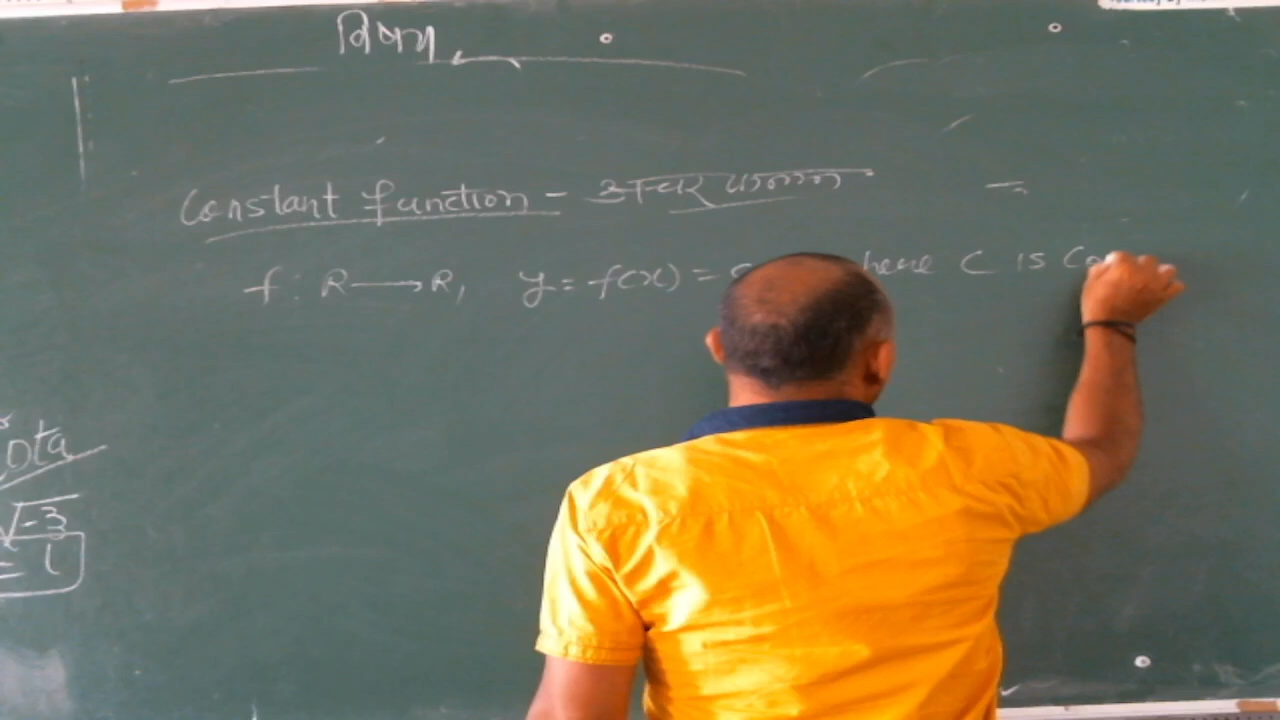 विषय
Constant function - अचर फलन
f : R → R, y = f(x) = here C is Co
ota
√-3
= i